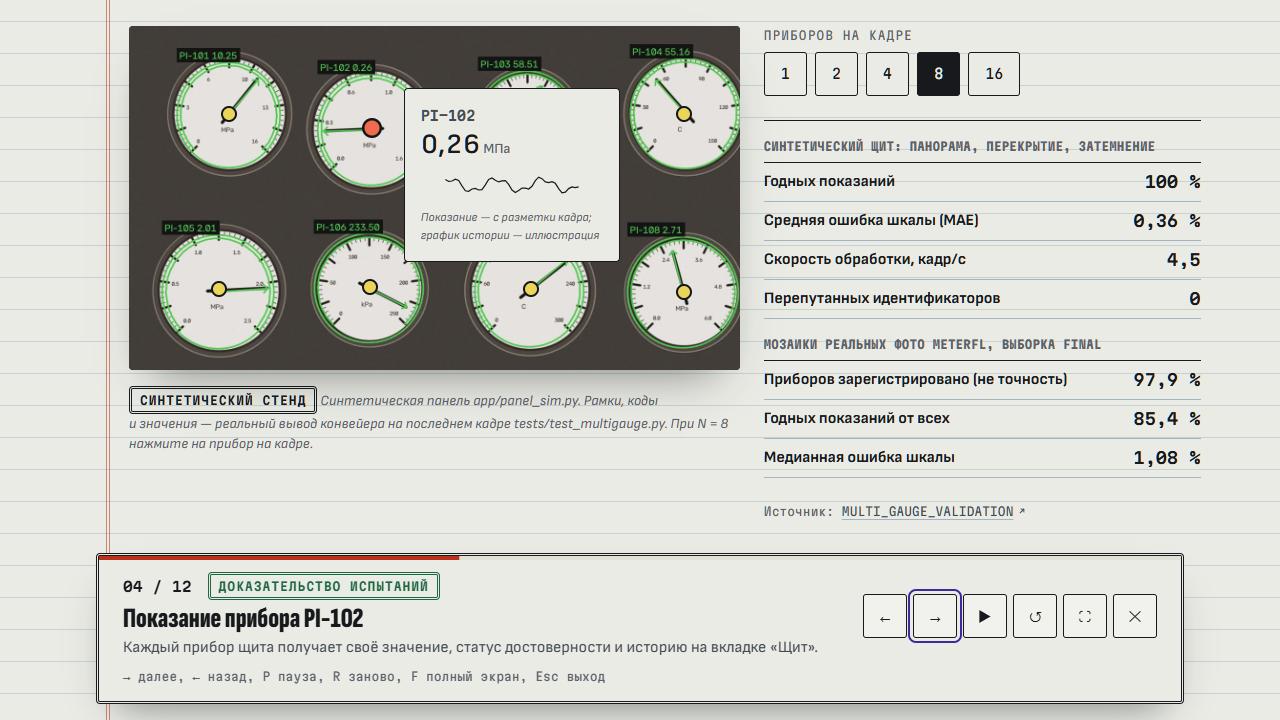 PI-101 10.25
PI-102 0.26
PI-103 58.51
PI-104 55.16
MPa
MPa
C
PI-102
0,26 МПа
Показание — с разметки кадра;
график истории — иллюстрация
PI-105 2.01
PI-106 233.50
PI-108 2.71
MPa
kPa
C
MPa
СИНТЕТИЧЕСКИЙ СТЕНД Синтетическая панель app/panel_sim.py. Рамки, коды
и значения — реальный вывод конвейера на последнем кадре tests/test_multigauge.py. При N = 8
нажмите на прибор на кадре.
ПРИБОРОВ НА КАДРЕ
1 2 4 8 16
СИНТЕТИЧЕСКИЙ ЩИТ: ПАНОРАМА, ПЕРЕКРЫТИЕ, ЗАТЕМНЕНИЕ
Годных показаний 100 %
Средняя ошибка шкалы (MAE) 0,36 %
Скорость обработки, кадр/с 4,5
Перепутанных идентификаторов 0
МОЗАИКИ РЕАЛЬНЫХ ФОТО METERFL, ВЫБОРКА FINAL
Приборов зарегистрировано (не точность) 97,9 %
Годных показаний от всех 85,4 %
Медианная ошибка шкалы 1,08 %
Источник: MULTI_GAUGE_VALIDATION ↗
04 / 12 ДОКАЗАТЕЛЬСТВО ИСПЫТАНИЙ
Показание прибора PI-102
Каждый прибор щита получает своё значение, статус достоверности и историю на вкладке «Щит».
→ далее, ← назад, P пауза, R заново, F полный экран, Esc выход